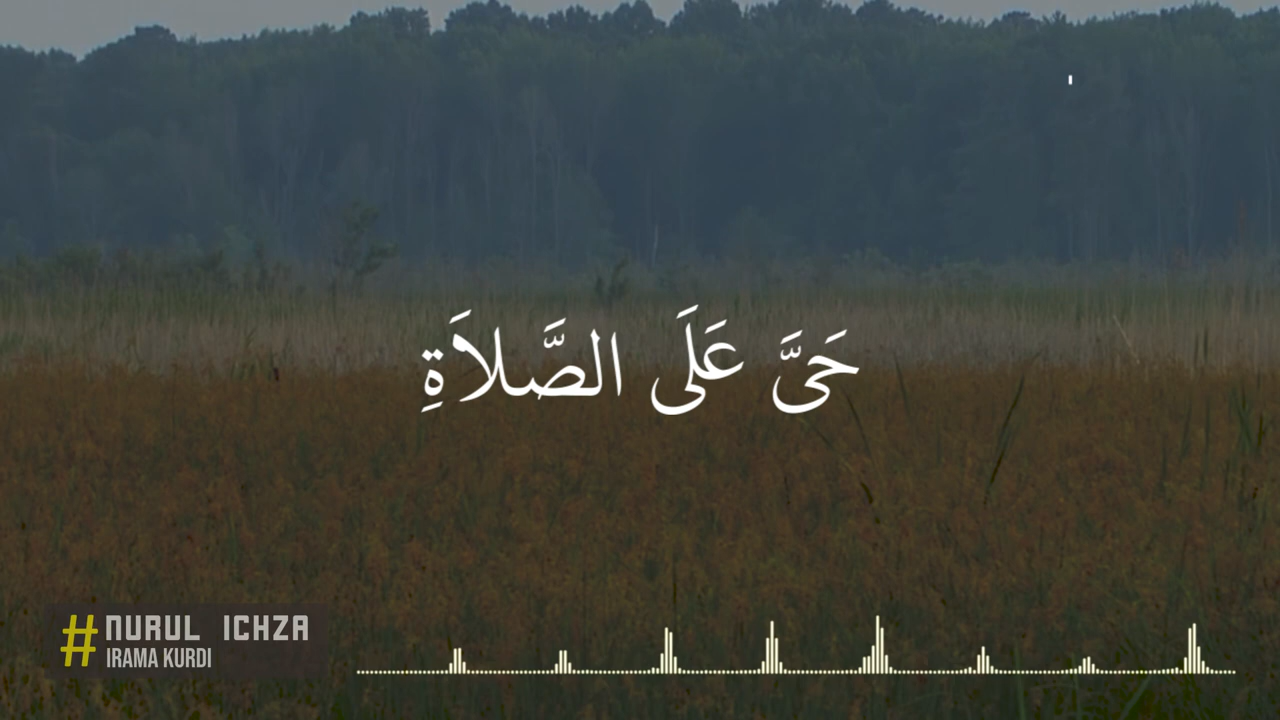 حَيَّ عَلَى الصَّلاَةِ
# NURUL ICHZA
IRAMA KURDI